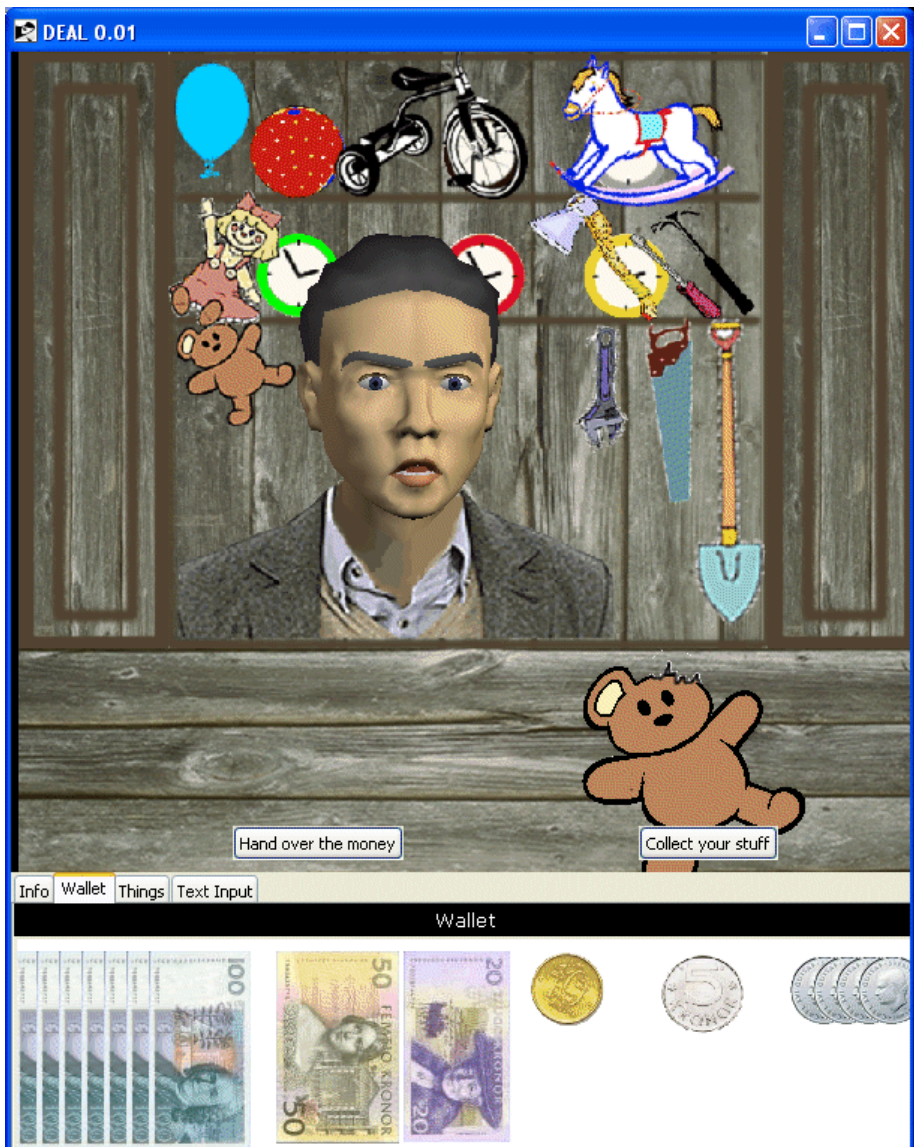 DEAL 0.01
Hand over the money
Collect your stuff
Info Wallet Things Text Input
Wallet
100
50
FEMTIO KRONOR
50
20
20
5
KRONOR